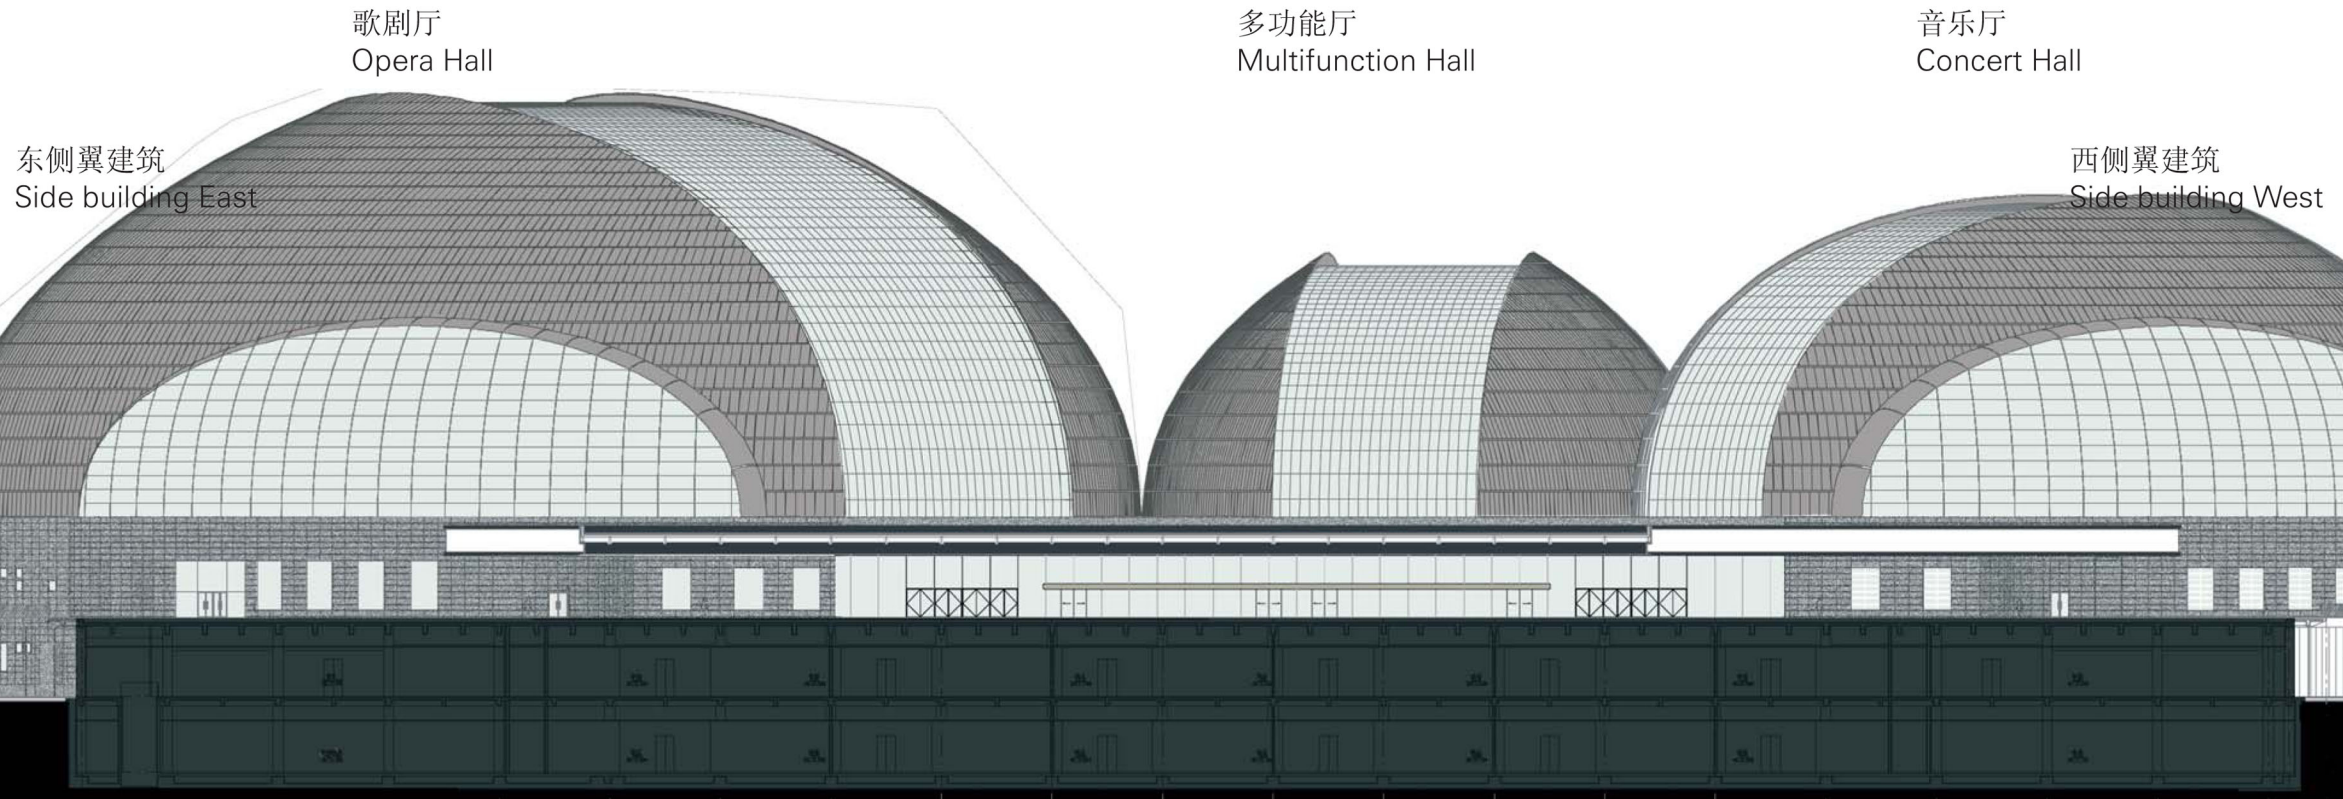 歌剧厅
Opera Hall
多功能厅
Multifunction Hall
音乐厅
Concert Hall
东侧翼建筑
Side building East
西侧翼建筑
Side building West